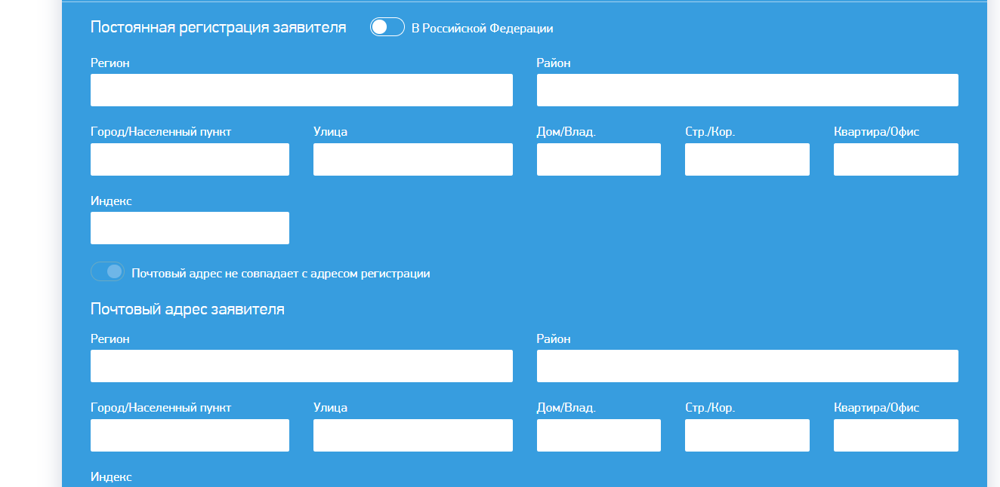 Постоянная регистрация заявителя В Российской Федерации
Регион Район
Город/Населенный пункт Улица Дом/Влад. Стр./Кор. Квартира/Офис
Индекс
Почтовый адрес не совпадает с адресом регистрации
Почтовый адрес заявителя
Регион Район
Город/Населенный пункт Улица Дом/Влад. Стр./Кор. Квартира/Офис
Индекс